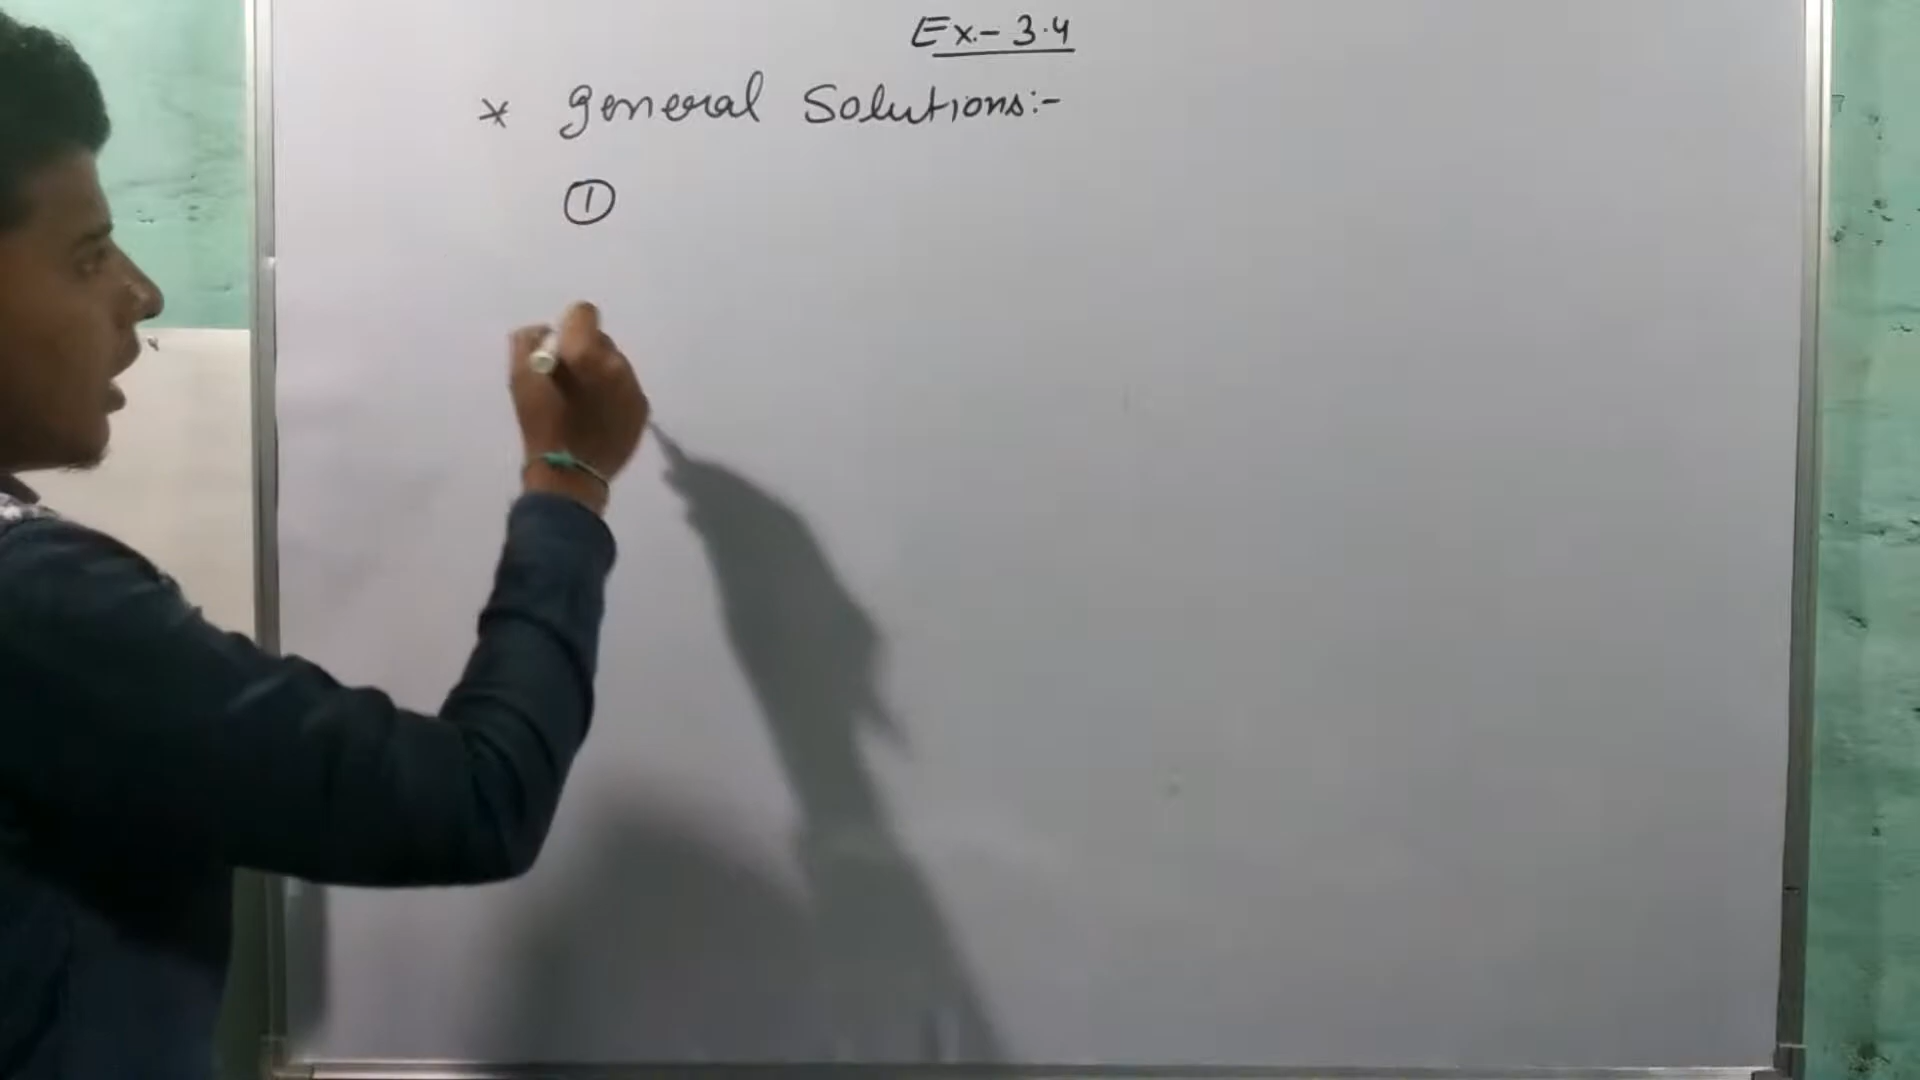 Ex.- 3.4
* general Solutions:-
①